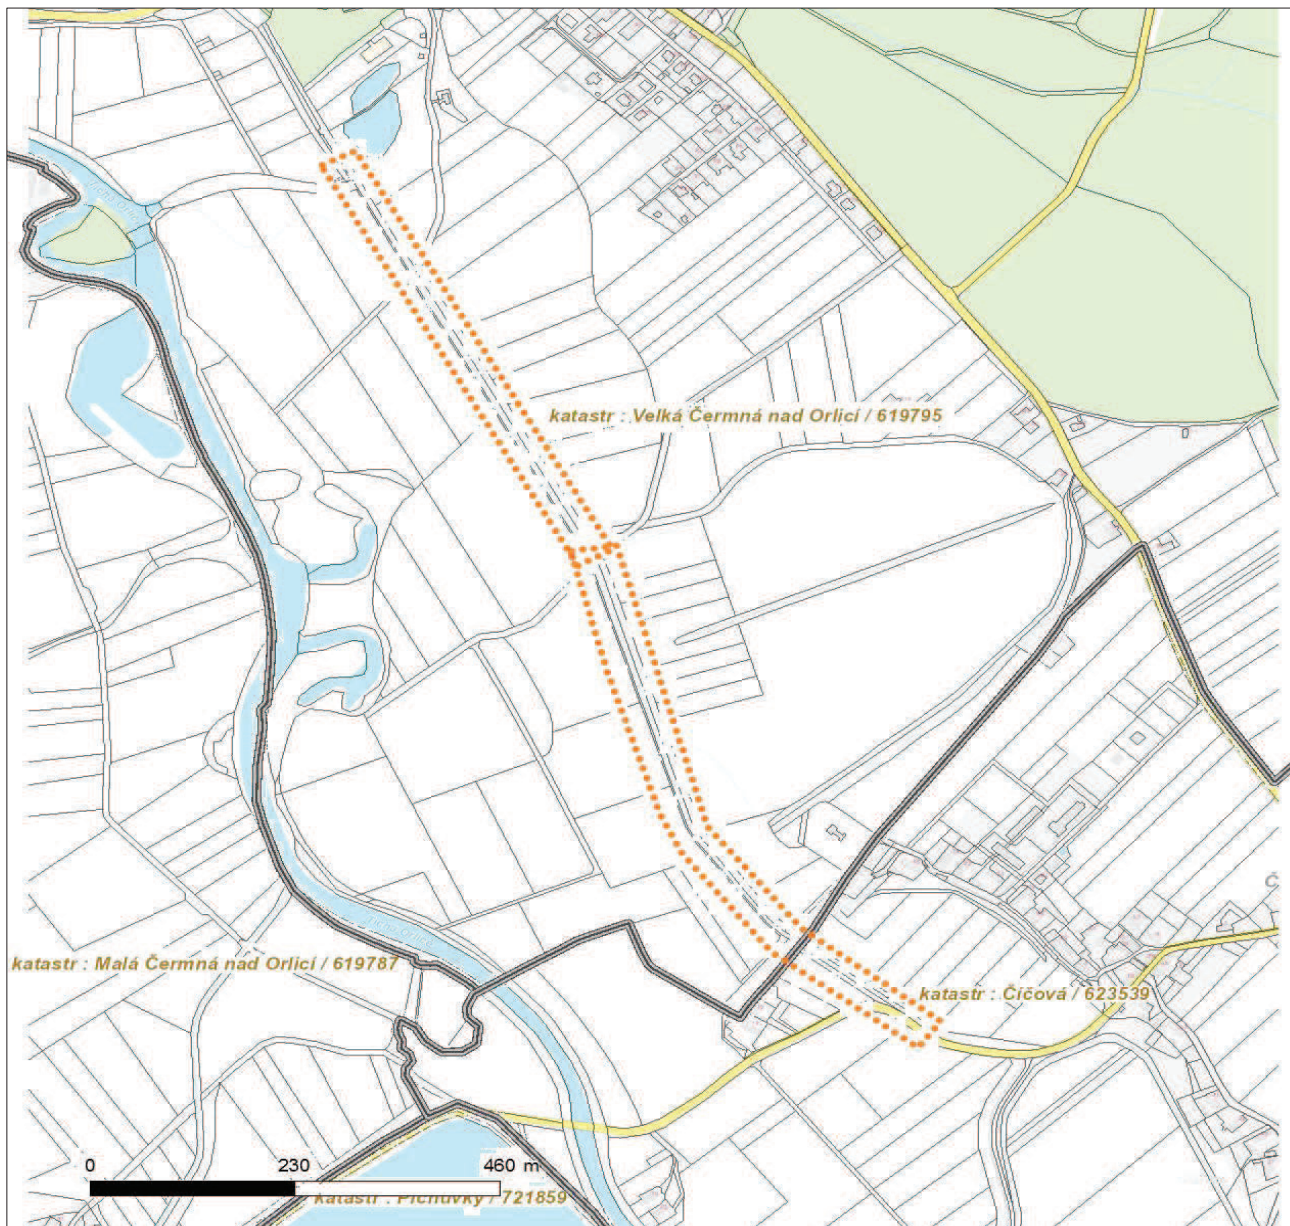 katastr : Velká Čermná nad Orlicí / 619795
katastr : Malá Čermná nad Orlicí / 619787
katastr : Číčová / 623539
0 230 460 m
katastr : Plchůvky / 721859